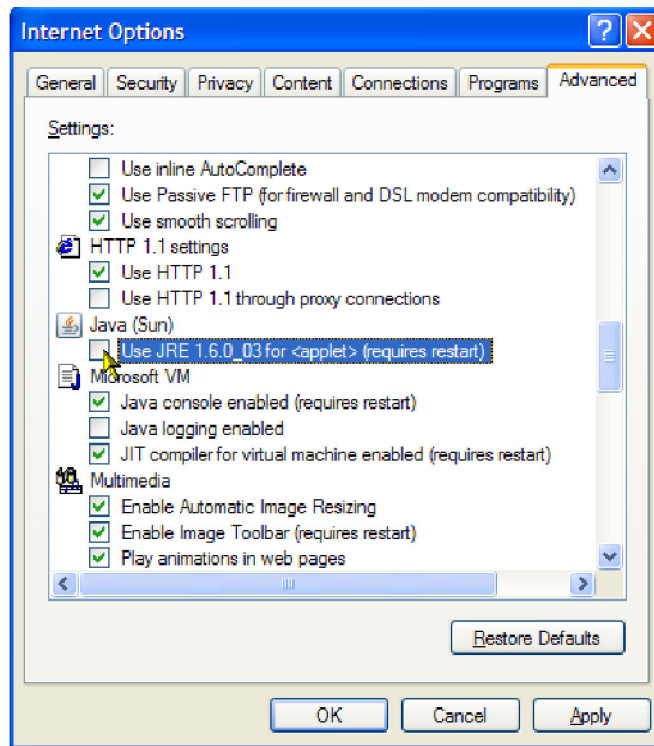 Internet Options
General Security Privacy Content Connections Programs Advanced
Settings:
Use inline AutoComplete
Use Passive FTP (for firewall and DSL modem compatibility)
Use smooth scrolling
HTTP 1.1 settings
Use HTTP 1.1
Use HTTP 1.1 through proxy connections
Java (Sun)
Use JRE 1.6.0_03 for <applet> (requires restart)
Microsoft VM
Java console enabled (requires restart)
Java logging enabled
JIT compiler for virtual machine enabled (requires restart)
Multimedia
Enable Automatic Image Resizing
Enable Image Toolbar (requires restart)
Play animations in web pages
Restore Defaults
OK Cancel Apply